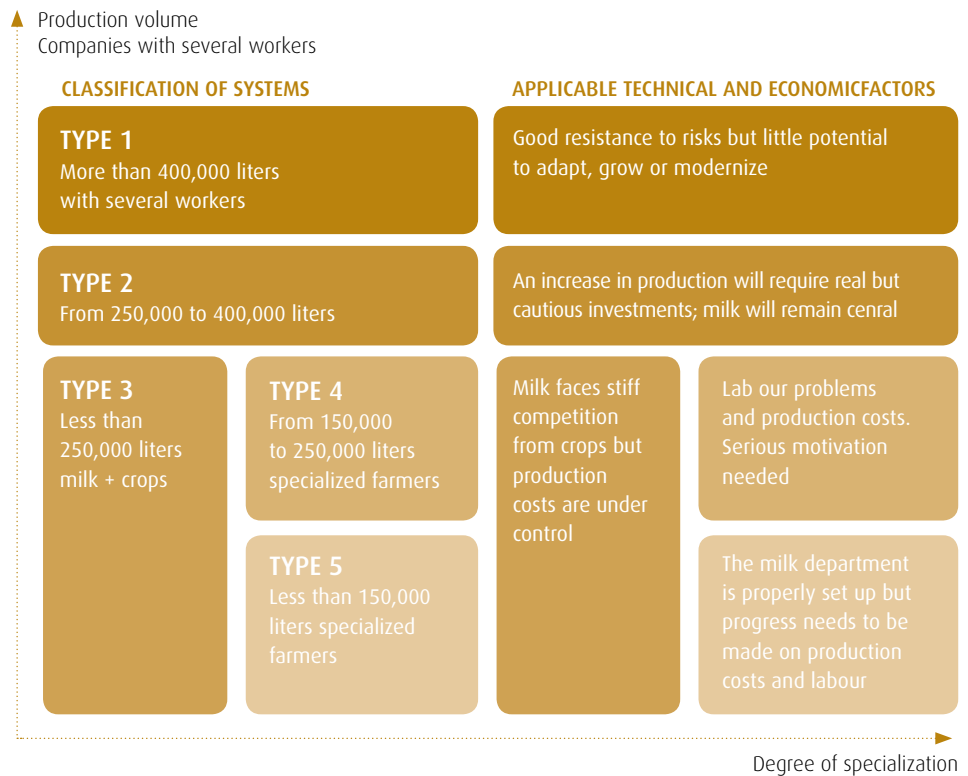 Production volume
Companies with several workers
CLASSIFICATION OF SYSTEMS
APPLICABLE TECHNICAL AND ECONOMICFACTORS
TYPE 1
More than 400,000 liters
with several workers
Good resistance to risks but little potential
to adapt, grow or modernize
TYPE 2
From 250,000 to 400,000 liters
An increase in production will require real but
cautious investments; milk will remain cenral
TYPE 3
Less than
250,000 liters
milk + crops
TYPE 4
From 150,000
to 250,000 liters
specialized farmers
TYPE 5
Less than 150,000
liters specialized
farmers
Milk faces stiff
competition
from crops but
production
costs are under
control
Lab our problems
and production costs.
Serious motivation
needed
The milk department
is properly set up but
progress needs to be
made on production
costs and labour
Degree of specialization